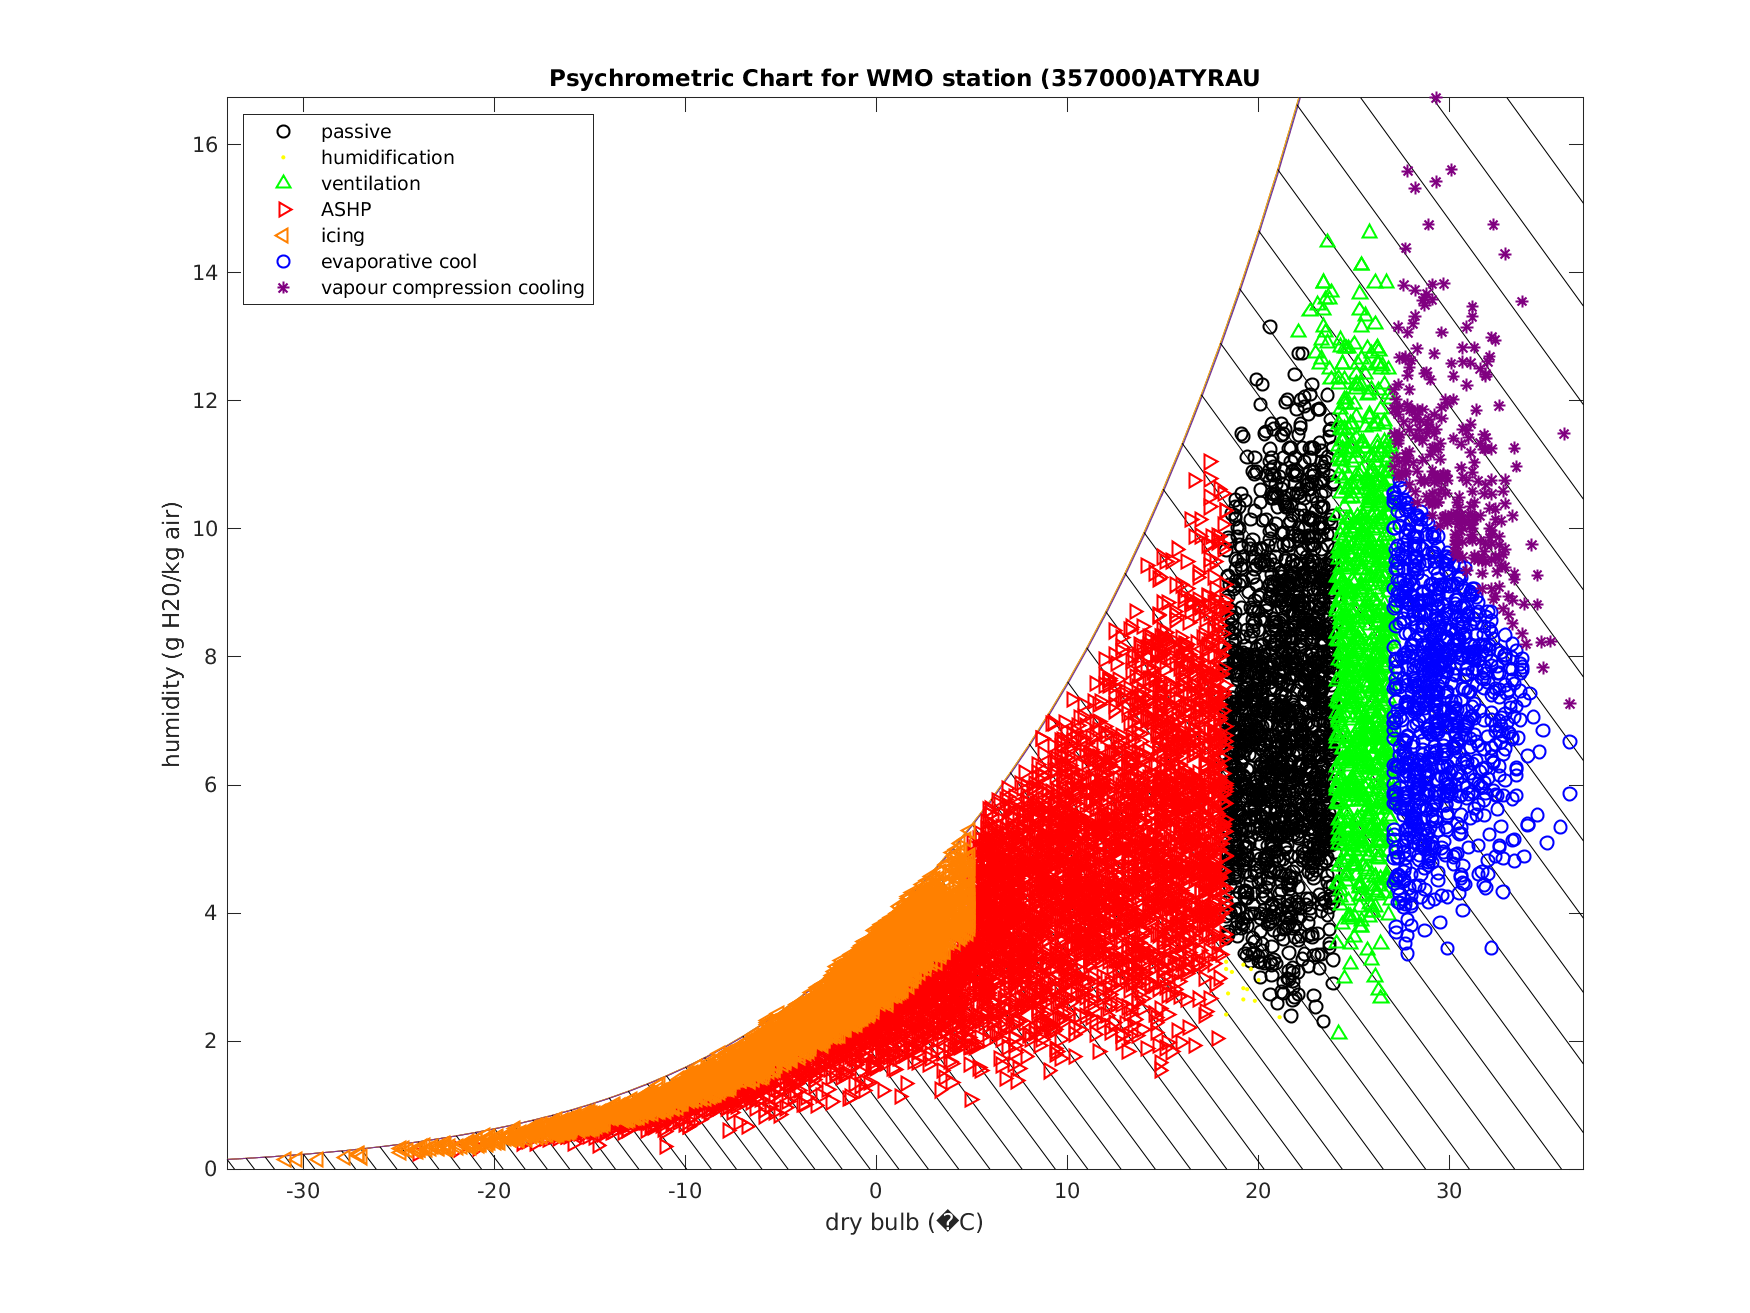 Psychrometric Chart for WMO station (357000)ATYRAU
passive
humidification
ventilation
ASHP
icing
evaporative cool
vapour compression cooling
16
14
12
10
8
6
4
2
0
humidity (g H20/kg air)
-30
-20
-10
0
10
20
30
dry bulb (�C)